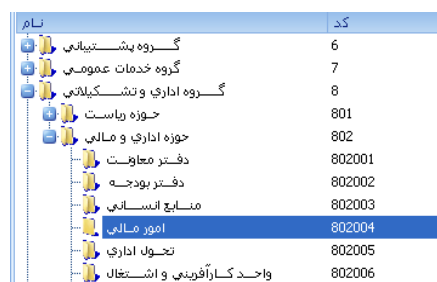 نام کد
گروه پشتيباني 6
گروه خدمات عمومي 7
گروه اداري و تشکيلاتي 8
حوزه رياست 801
حوزه اداري و مالي 802
دفتر معاونت 802001
دفتر بودجه 802002
منابع انساني 802003
امور مالي 802004
تحول اداري 802005
واحد کارآفريني و اشتغال 802006